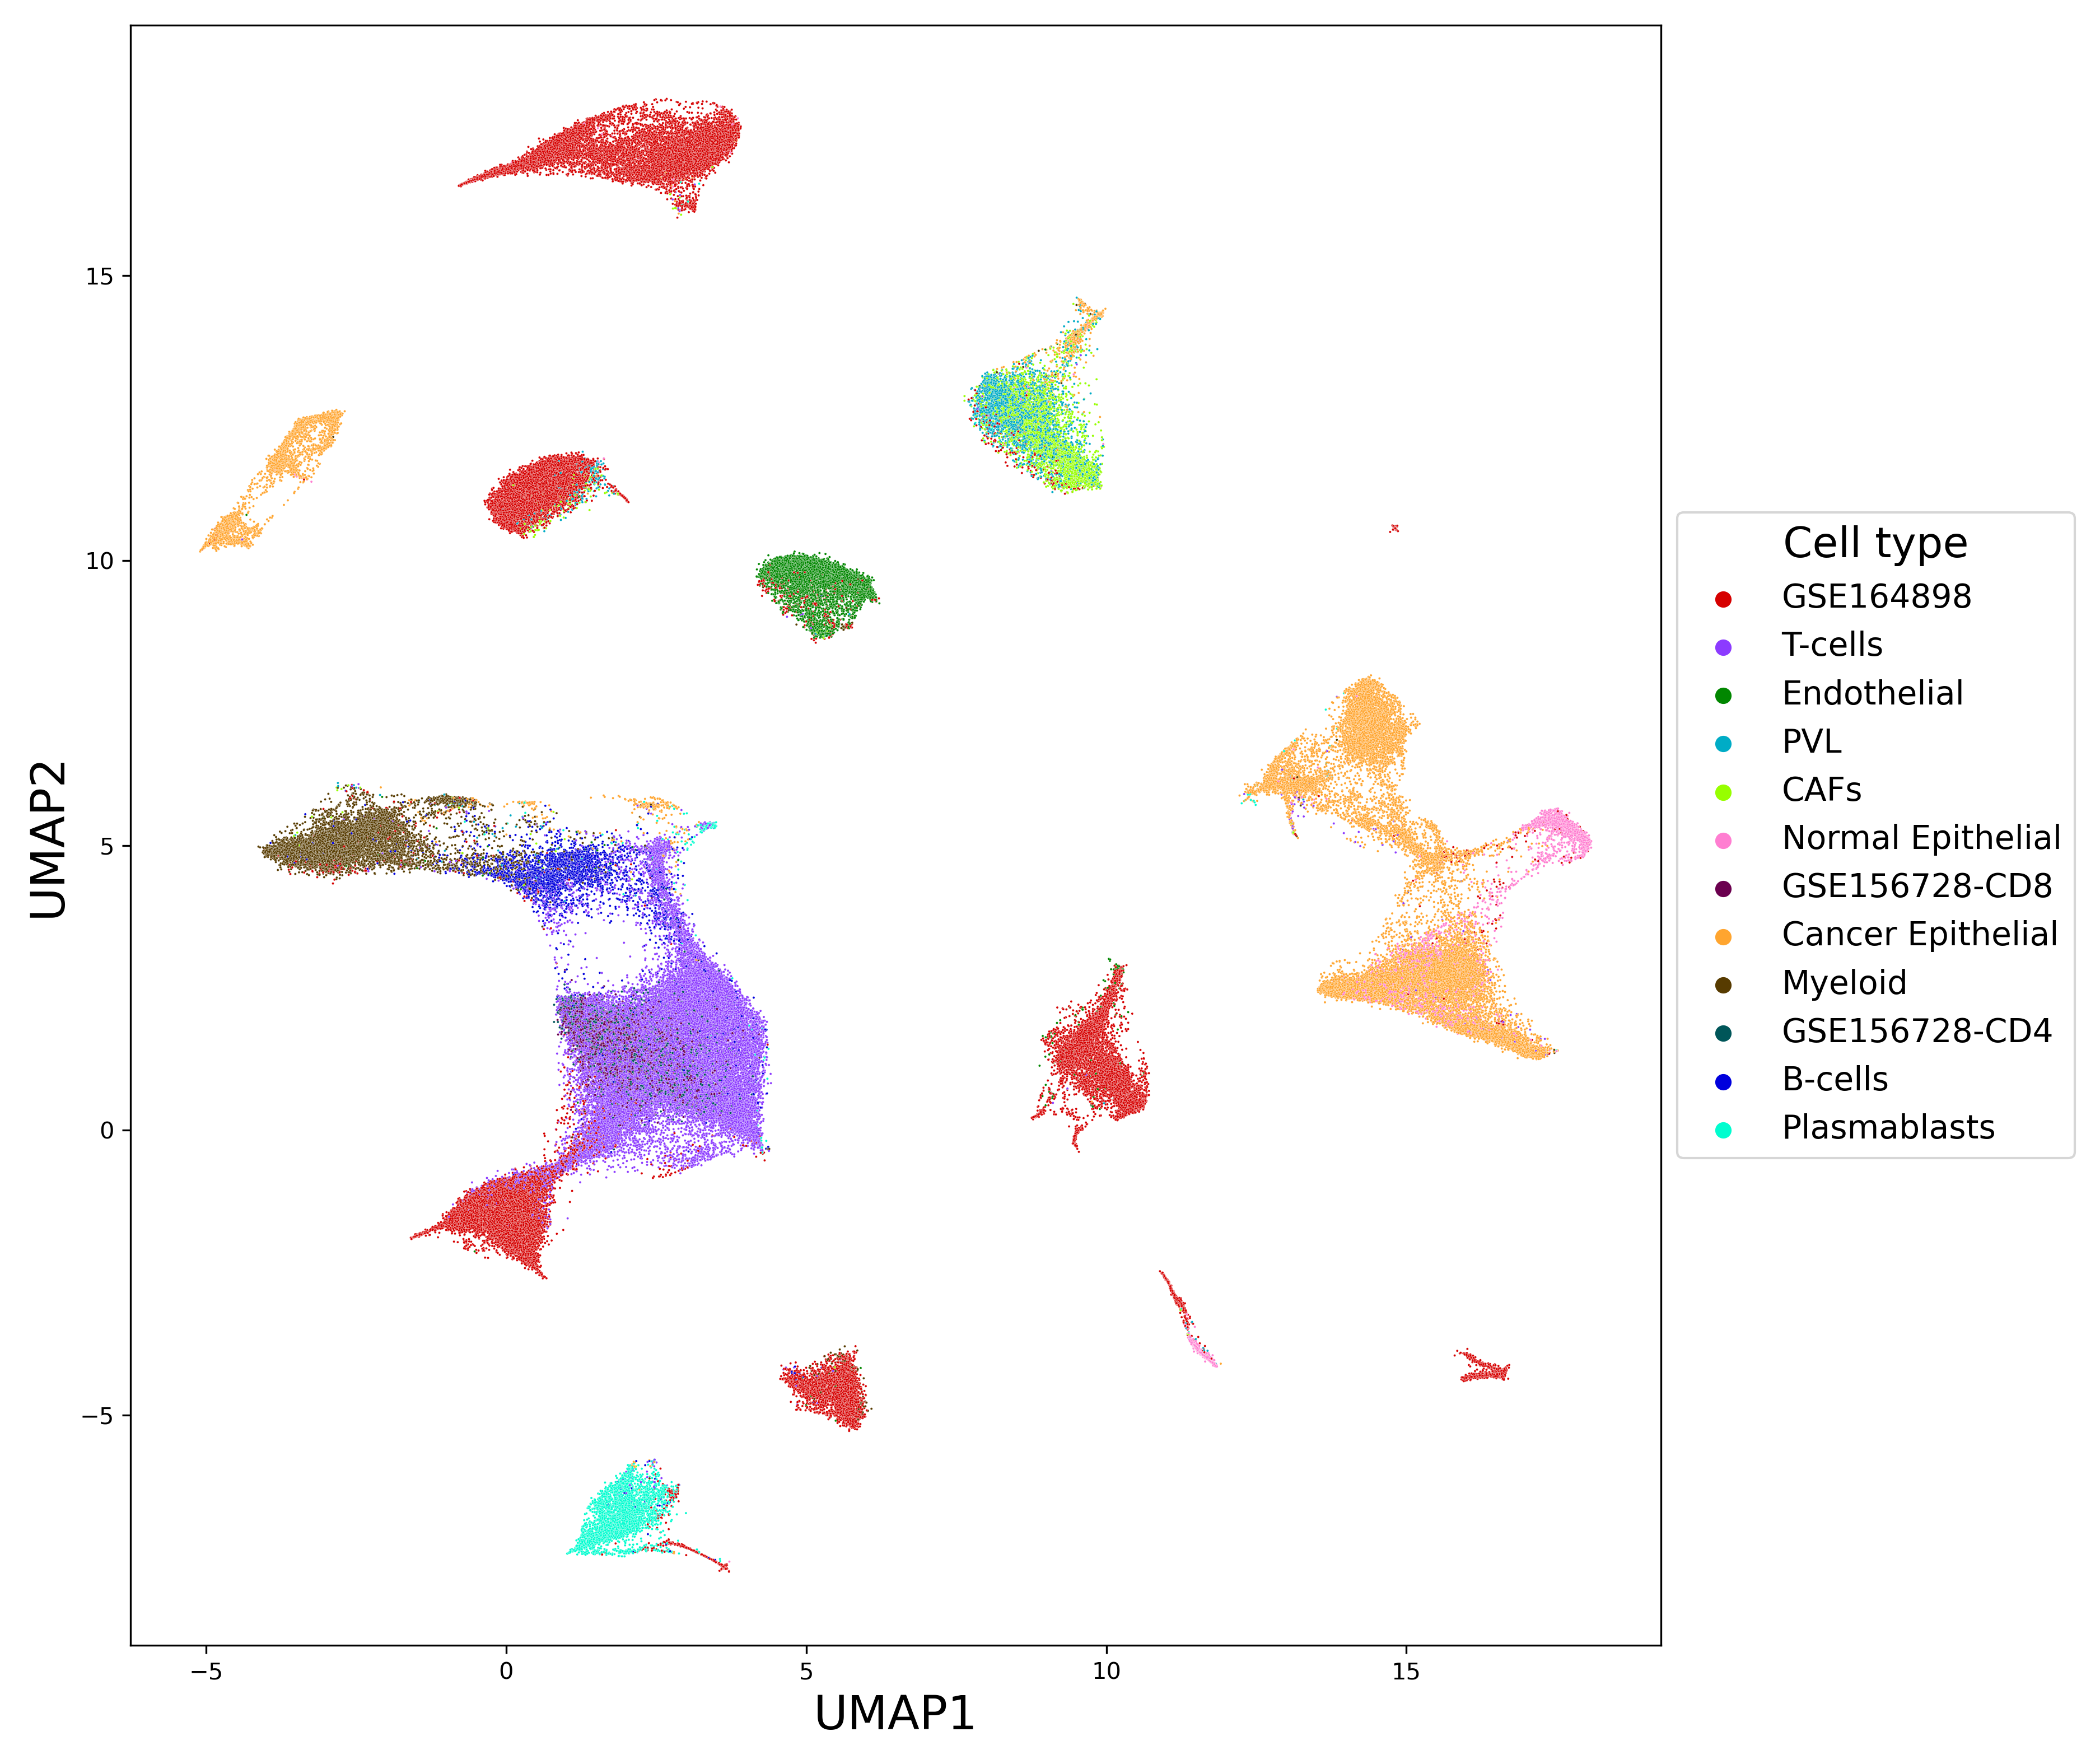 15
10
5
0
−5
UMAP2
−5
0
5
10
15
UMAP1
Cell type
GSE164898
T-cells
Endothelial
PVL
CAFs
Normal Epithelial
GSE156728-CD8
Cancer Epithelial
Myeloid
GSE156728-CD4
B-cells
Plasmablasts